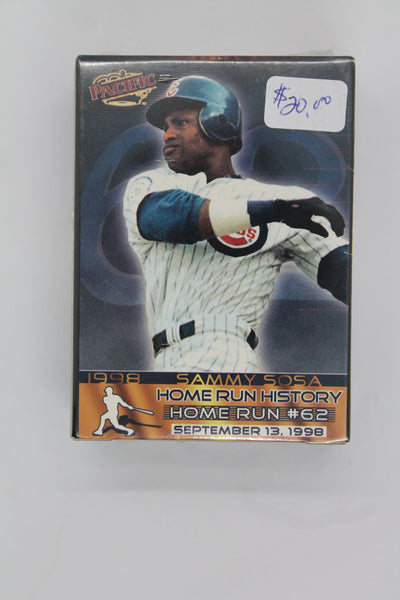 PACIFIC
$20.00
1998 SAMMY SOSA
HOME RUN HISTORY
HOME RUN #62
SEPTEMBER 13, 1998